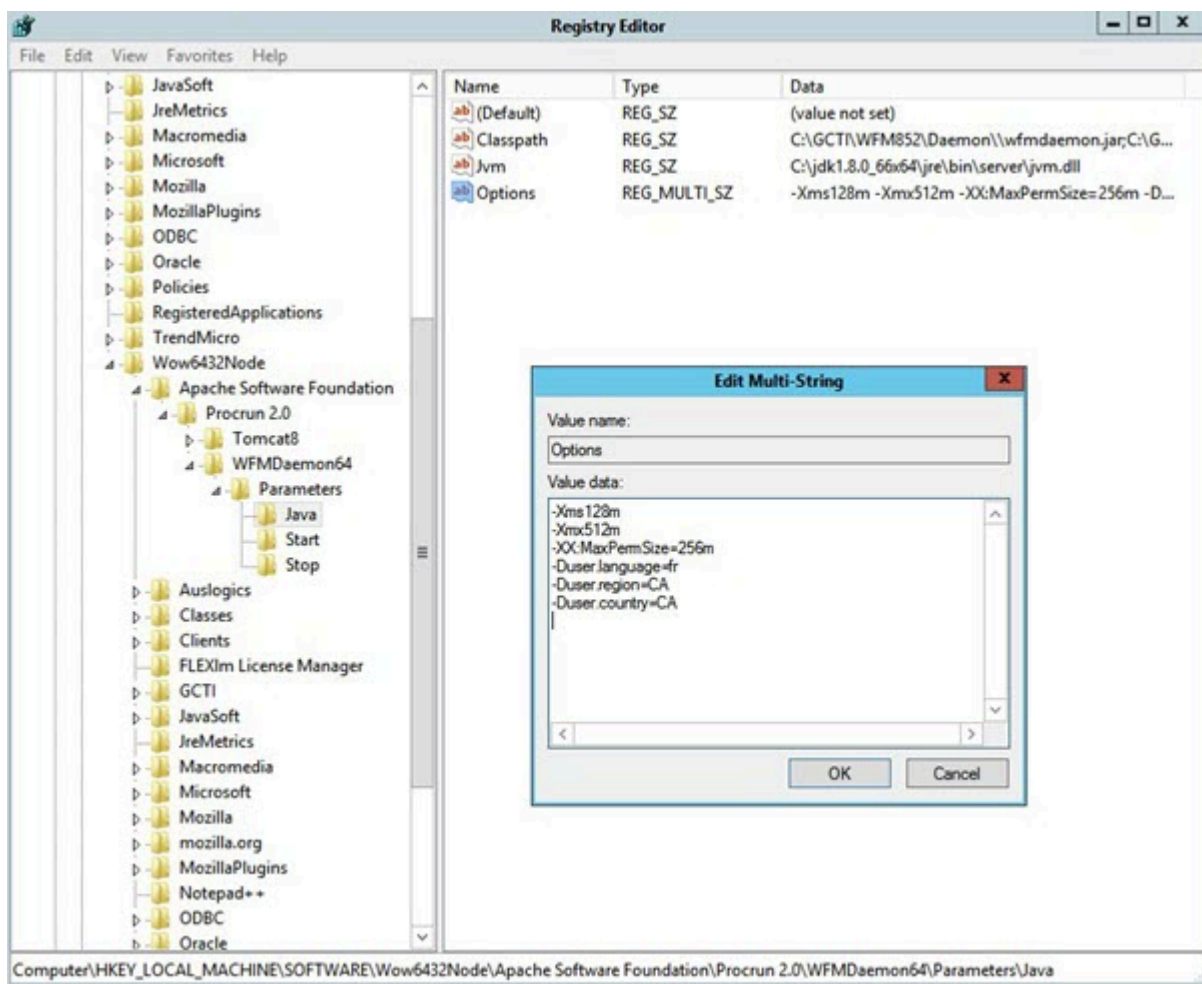 Registry Editor
File Edit View Favorites Help
JavaSoft
JreMetrics
Macromedia
Microsoft
Mozilla
MozillaPlugins
ODBC
Oracle
Policies
RegisteredApplications
TrendMicro
Wow6432Node
Apache Software Foundation
Procrun 2.0
Tomcat8
WFMDaemon64
Parameters
Java
Start
Stop
Auslogics
Classes
Clients
FLEXlm License Manager
GCTI
JavaSoft
JreMetrics
Macromedia
Microsoft
Mozilla
mozilla.org
MozillaPlugins
Notepad++
ODBC
Oracle
Name Type Data
(Default) REG_SZ (value not set)
Classpath REG_SZ C:\GCTI\WFM852\Daemon\\wfmdaemon.jar;C:\G...
Jvm REG_SZ C:\jdk1.8.0_66x64\jre\bin\server\jvm.dll
Options REG_MULTI_SZ -Xms128m -Xmx512m -XX:MaxPermSize=256m -D...
Edit Multi-String
Value name:
Options
Value data:
-Xms128m
-Xmx512m
-XX:MaxPermSize=256m
-Duser.language=fr
-Duser.region=CA
-Duser.country=CA
OK Cancel
Computer\HKEY_LOCAL_MACHINE\SOFTWARE\Wow6432Node\Apache Software Foundation\Procrun 2.0\WFMDaemon64\Parameters\Java